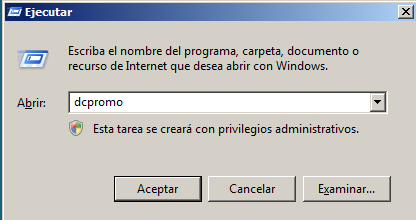 Ejecutar
Escriba el nombre del programa, carpeta, documento o
recurso de Internet que desea abrir con Windows.
Abrir: dcpromo
Esta tarea se creará con privilegios administrativos.
Aceptar Cancelar Examinar...